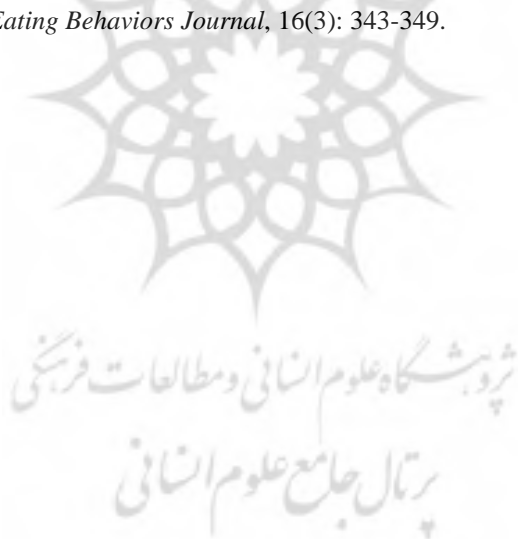 Eating Behaviors Journal, 16(3): 343-349.
پژوهشگاه علوم انسانی و مطالعات فرهنگی
پرتال جامع علوم انسانی